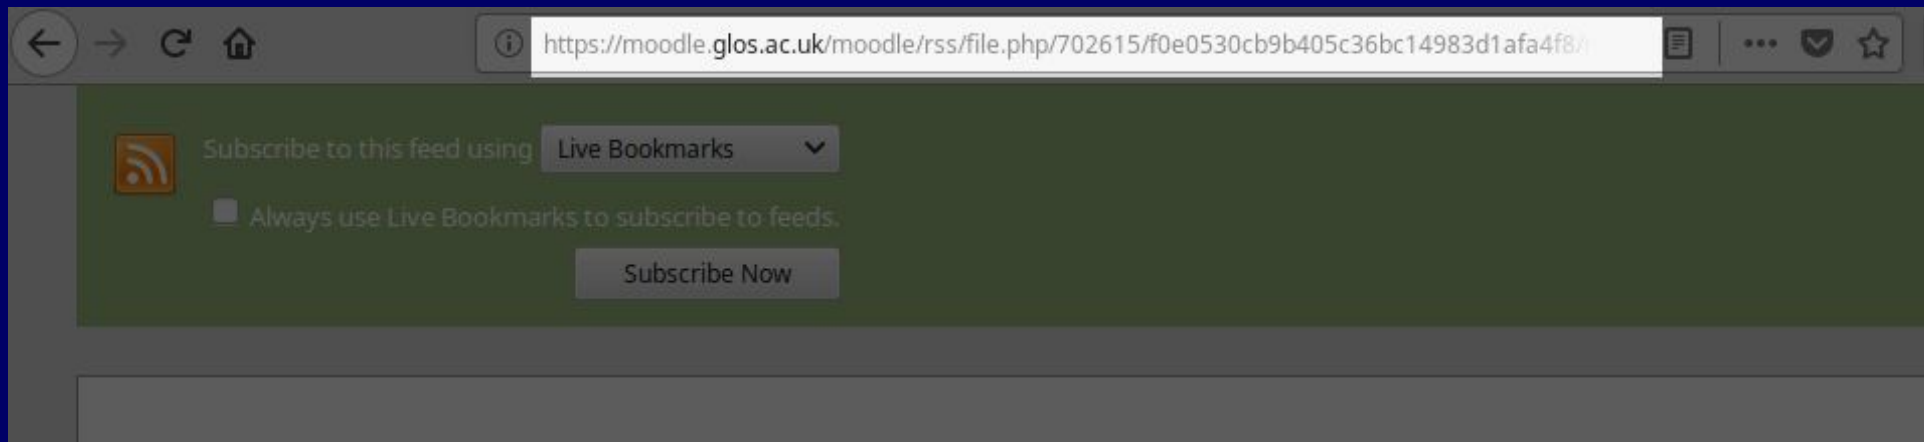 https://moodle.glos.ac.uk/moodle/rss/file.php/702615/f0e0530cb9b405c36bc14983d1afa4f8/
Subscribe to this feed using Live Bookmarks
Always use Live Bookmarks to subscribe to feeds.
Subscribe Now